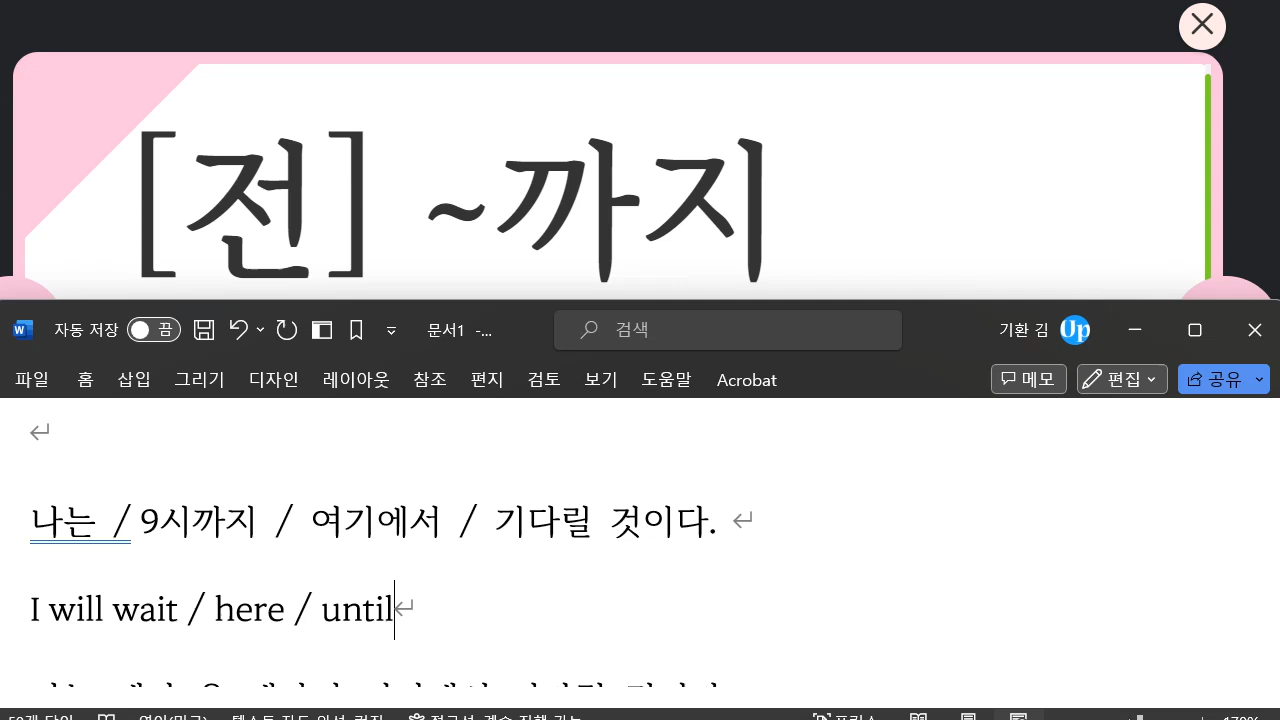 [전] ~까지
자동 저장 끔 문서1 -... 검색 기환 김 Up
파일 홈 삽입 그리기 디자인 레이아웃 참조 편지 검토 보기 도움말 Acrobat 메모 편집 공유
나는 / 9시까지 / 여기에서 / 기다릴 것이다.
I will wait / here / until